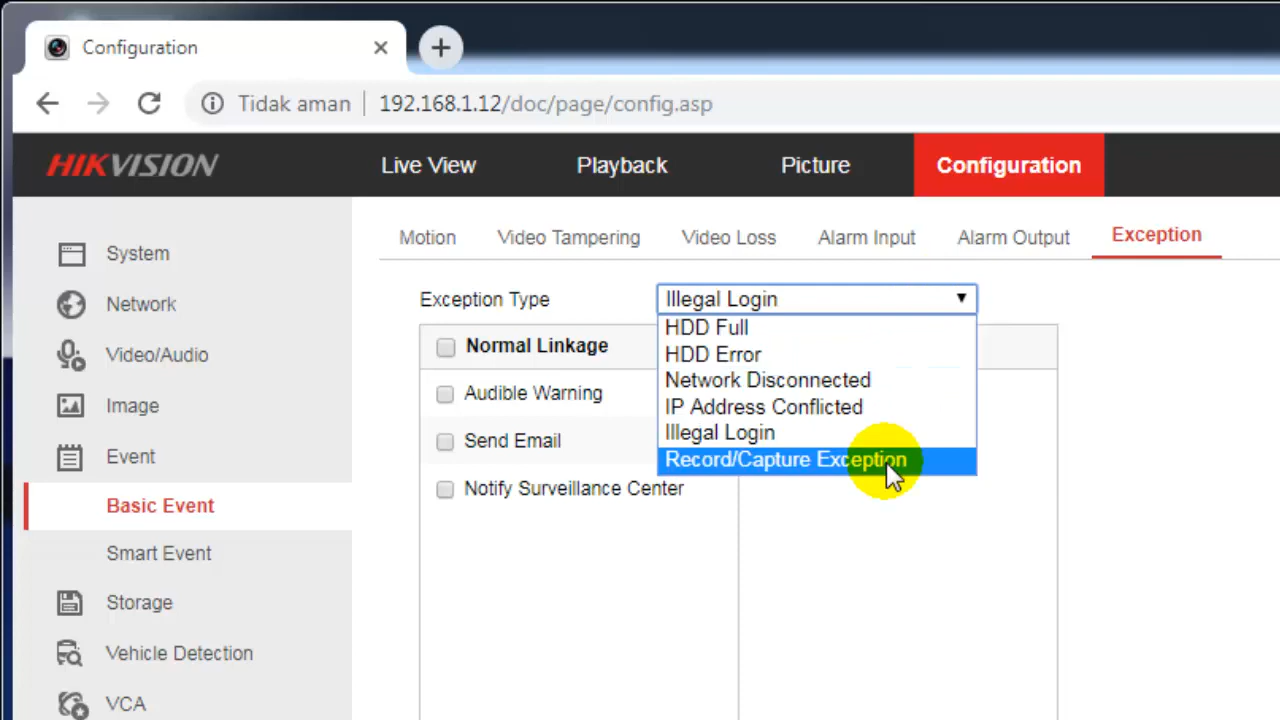 Configuration
Tidak aman
192.168.1.12/doc/page/config.asp
HIKVISION
Live View
Playback
Picture
Configuration
System
Network
Video/Audio
Image
Event
Basic Event
Smart Event
Storage
Vehicle Detection
VCA
Motion
Video Tampering
Video Loss
Alarm Input
Alarm Output
Exception
Exception Type
Illegal Login
HDD Full
HDD Error
Network Disconnected
IP Address Conflicted
Illegal Login
Record/Capture Exception
Normal Linkage
Audible Warning
Send Email
Notify Surveillance Center